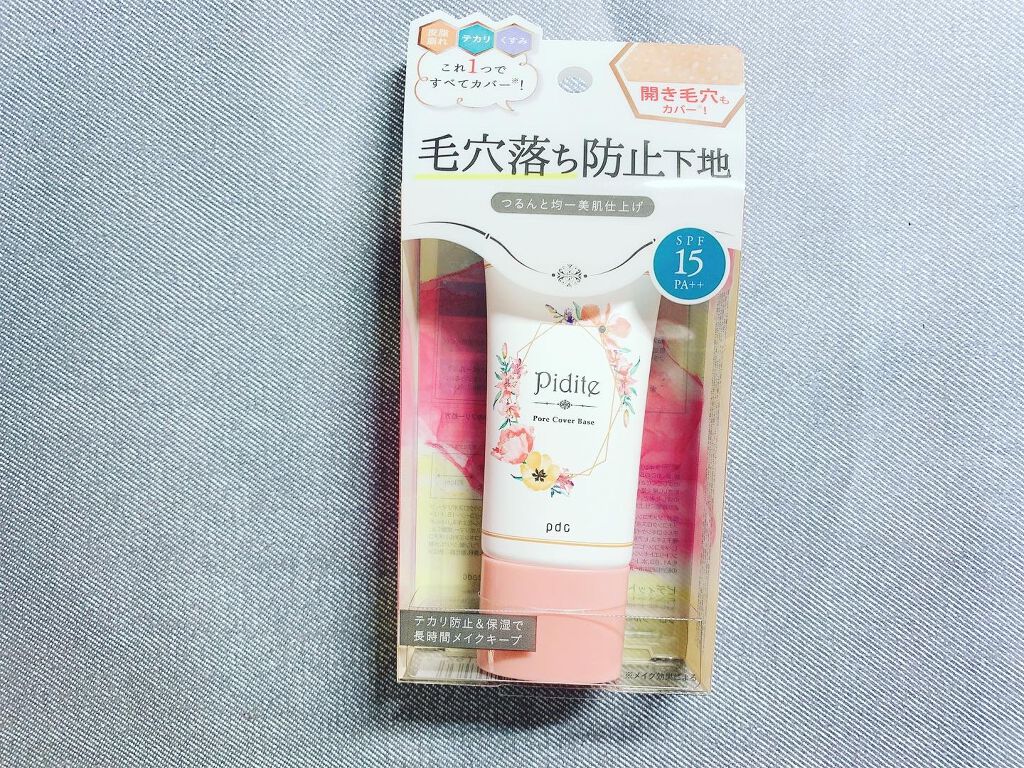 皮脂
崩れ
テカリ
くすみ
これ1つで
すべてカバー※!
開き毛穴も
カバー※!
毛穴落ち防止下地
つるんと均一美肌仕上げ
SPF
15
PA++
Pidite
Pore Cover Base
pdc
テカリ防止&保湿で
長時間メイクキープ
※メイク効果による